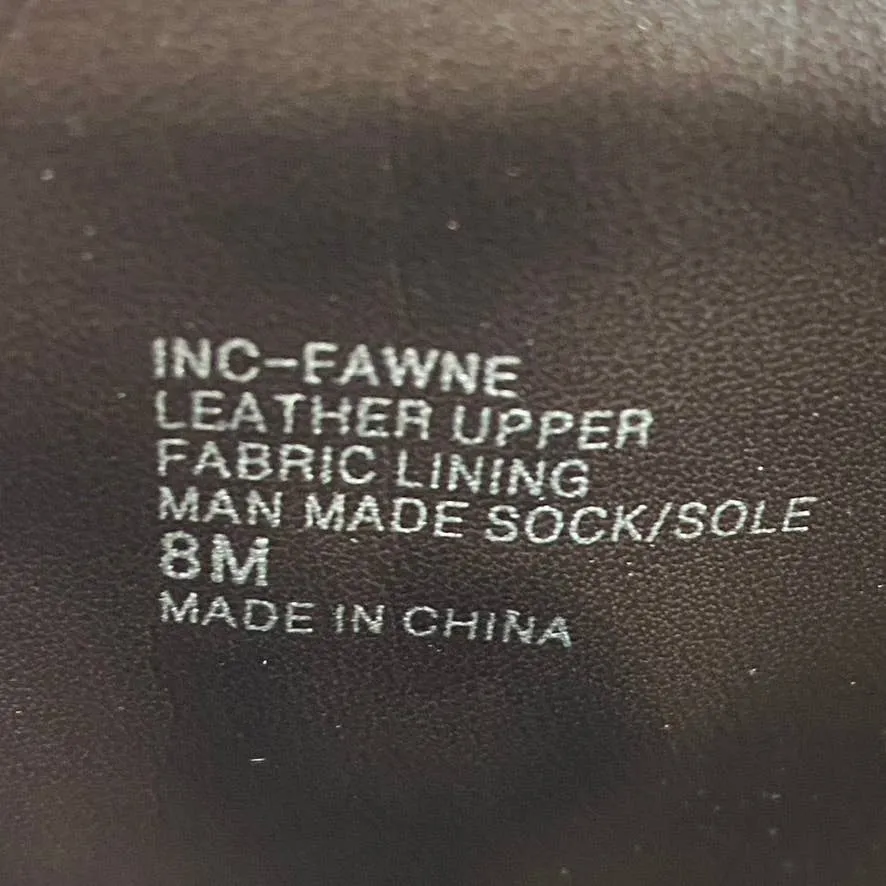 INC-FAWNE
LEATHER UPPER
FABRIC LINING
MAN MADE SOCK/SOLE
8M
MADE IN CHINA